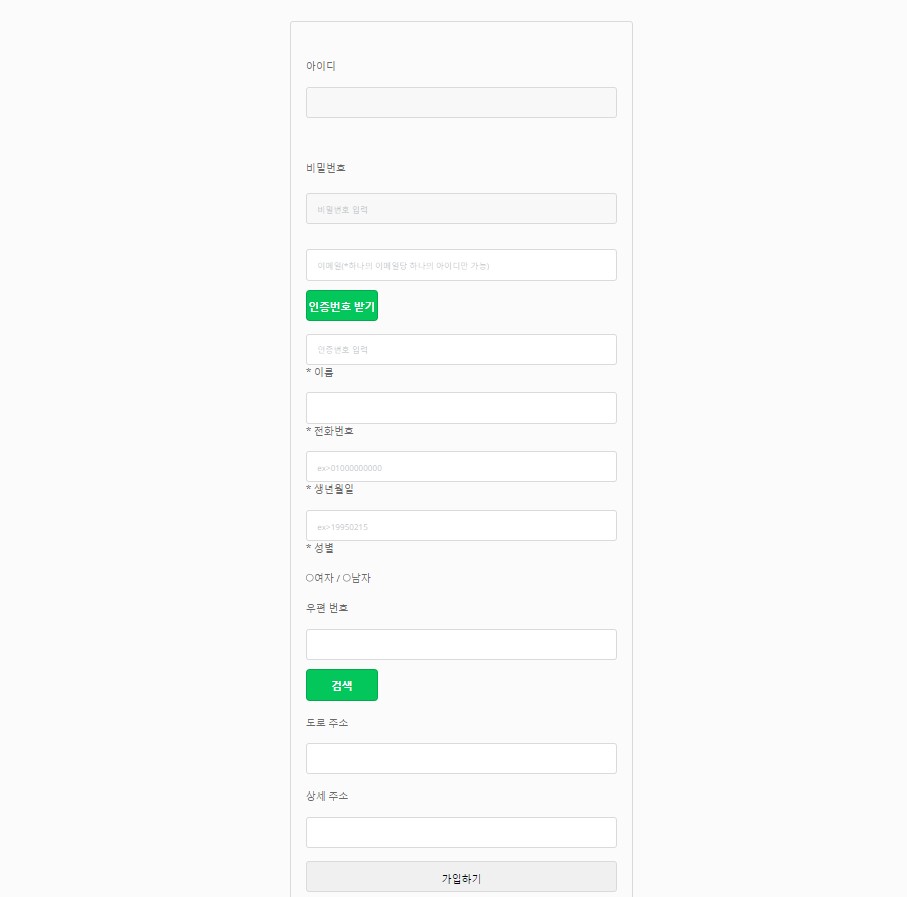 아이디
비밀번호
비밀번호 입력
이메일(*하나의 이메일당 하나의 아이디만 가능)
인증번호 받기
인증번호 입력
* 이름
* 전화번호
ex>01000000000
* 생년월일
ex>19950215
* 성별
여자 / 남자
우편 번호
검색
도로 주소
상세 주소
가입하기